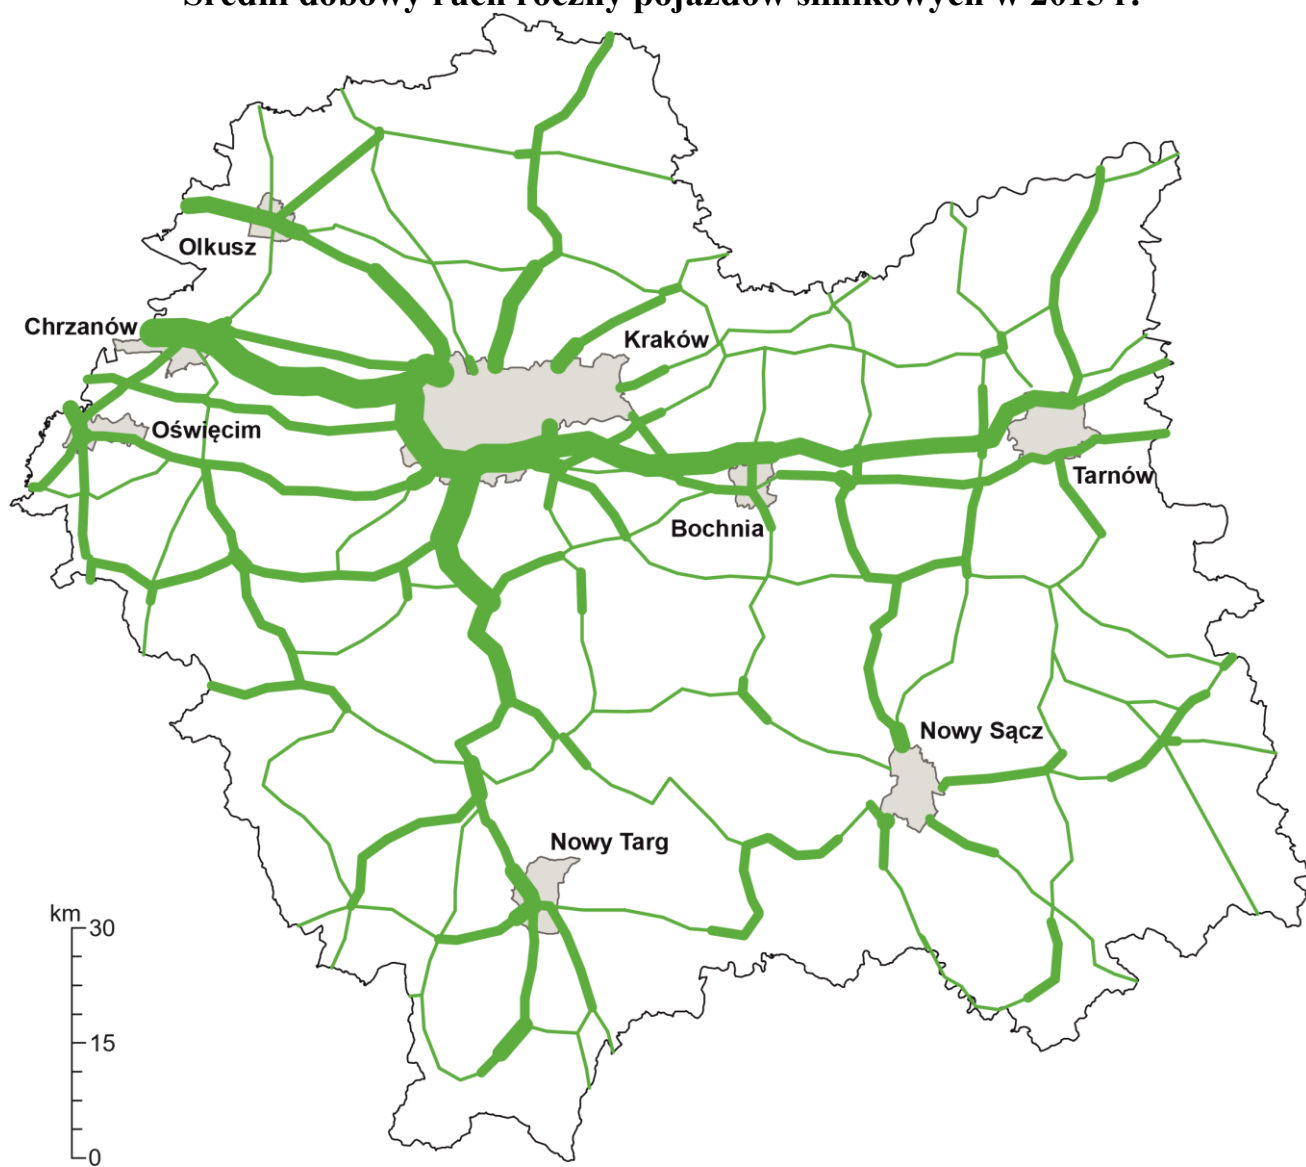 Średni dobowy ruch roczny pojazdów silnikowych w 2015 r.
Olkusz
Chrzanów
Kraków
Oświęcim
Tarnów
Bochnia
Nowy Sącz
Nowy Targ
km
30
15
0